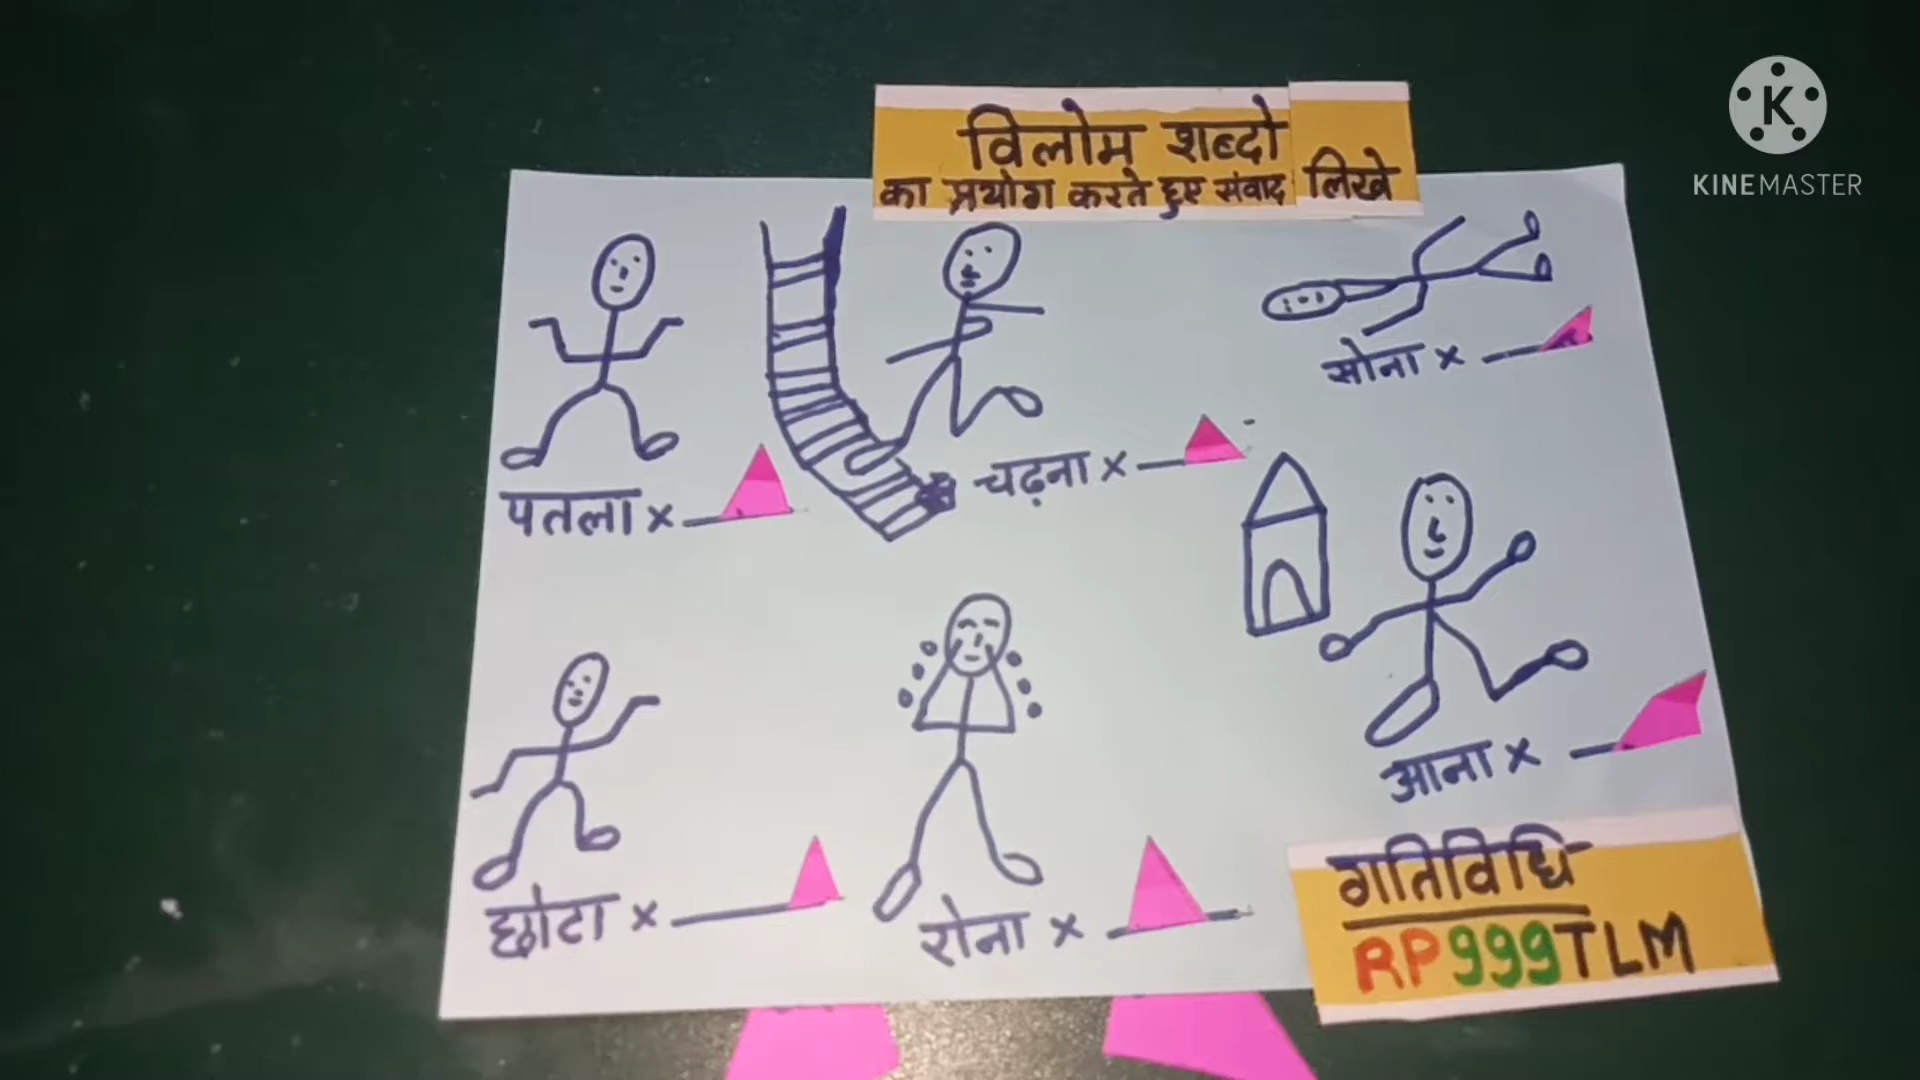 विलोम शब्दो
का प्रयोग करते हुए संवाद लिखे
KINEMASTER
सोना ×
पतला ×
चढ़ना ×
आना ×
छोटा ×
रोना ×
गतिविधि
RP999TLM